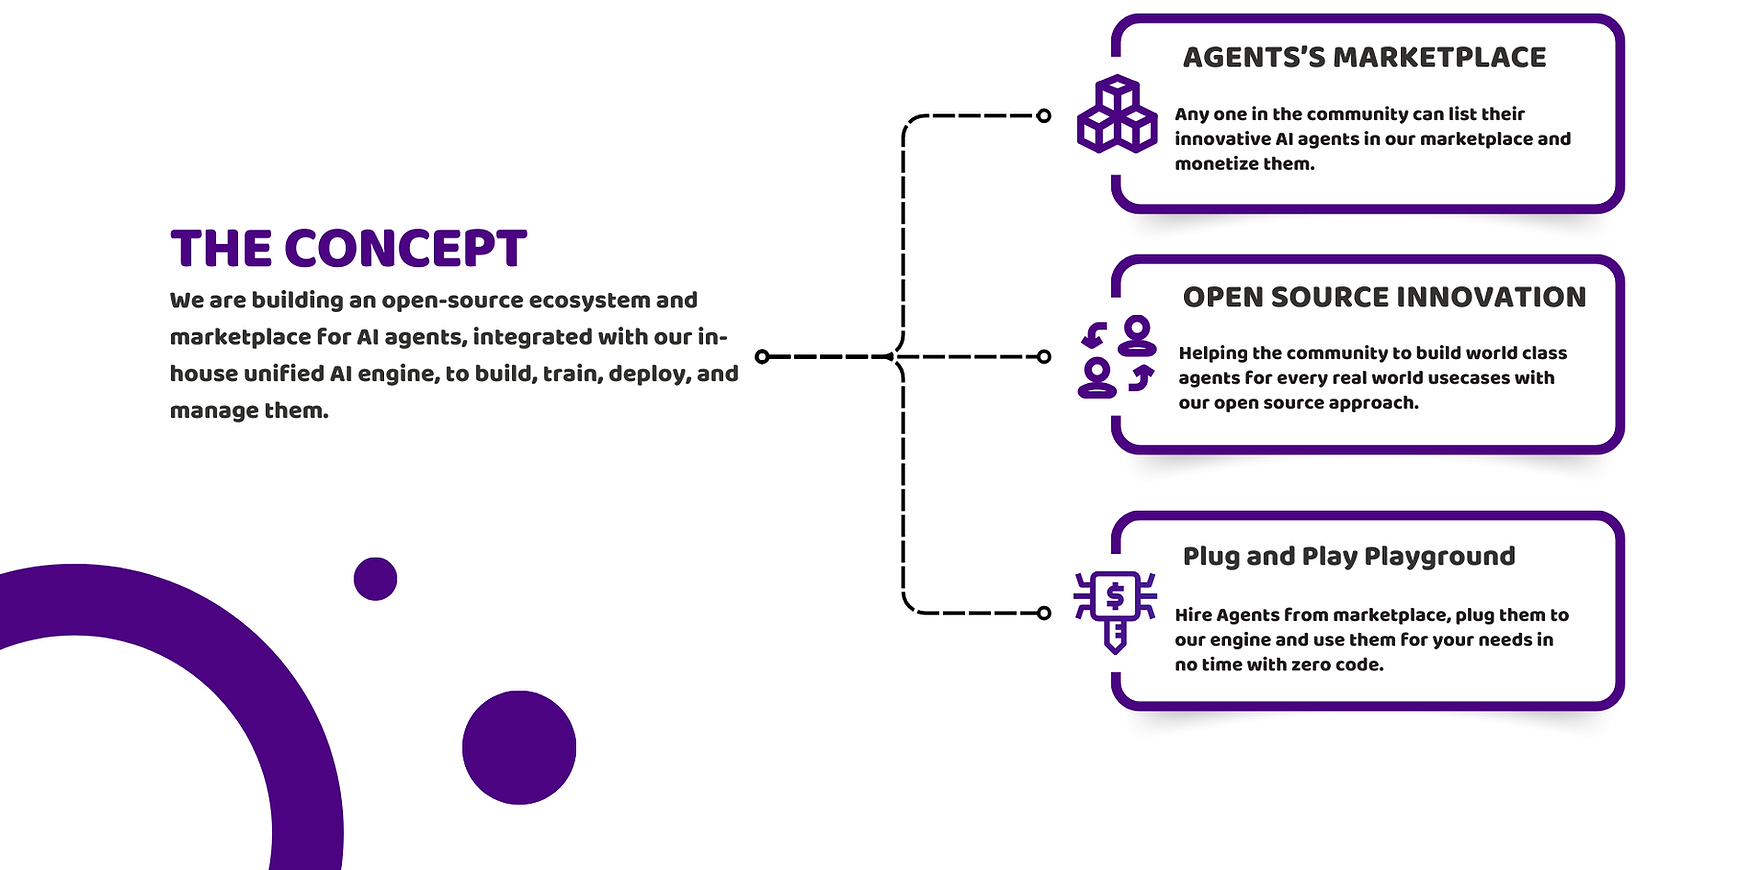 THE CONCEPT
We are building an open-source ecosystem and
marketplace for AI agents, integrated with our in-
house unified AI engine, to build, train, deploy, and
manage them.
AGENTS'S MARKETPLACE
Any one in the community can list their
innovative AI agents in our marketplace and
monetize them.
OPEN SOURCE INNOVATION
Helping the community to build world class
agents for every real world usecases with
our open source approach.
Plug and Play Playground
$
Hire Agents from marketplace, plug them to
our engine and use them for your needs in
no time with zero code.